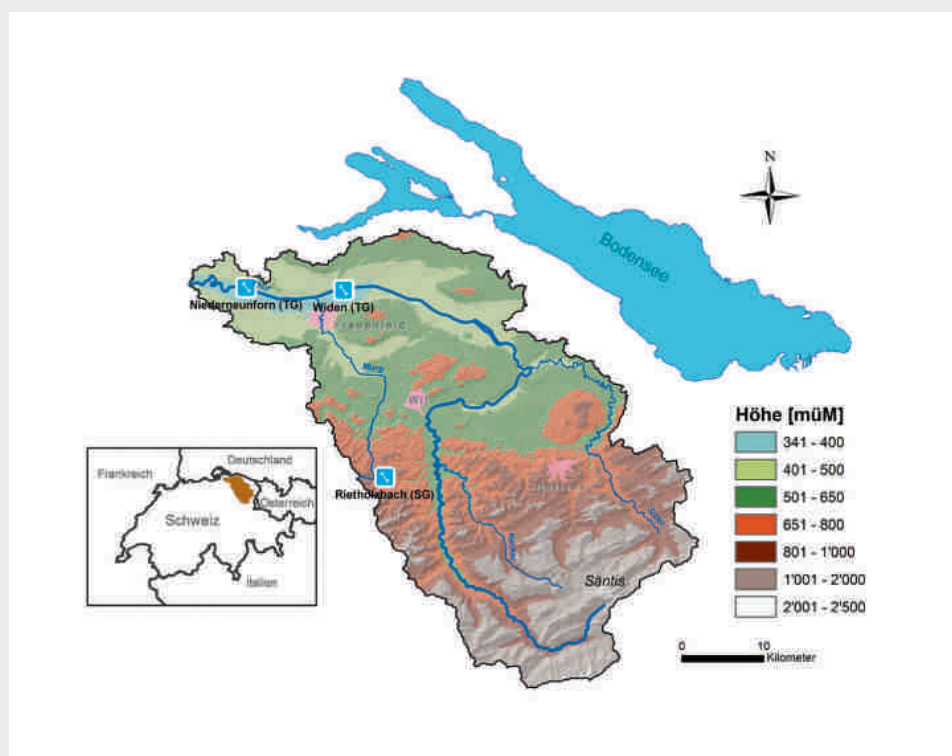 N
Bodensee
Niederneunforn (TG)
Widen (TG)
Frauenfeld
Murg
Wil
Rietholzbach (SG)
Necker
Sitter
Säntis
Höhe [müM]
341 - 400
401 - 500
501 - 650
651 - 800
801 - 1'000
1'001 - 2'000
2'001 - 2'500
0 10
Kilometer
Frankreich
Deutschland
Österreich
Schweiz
Italien